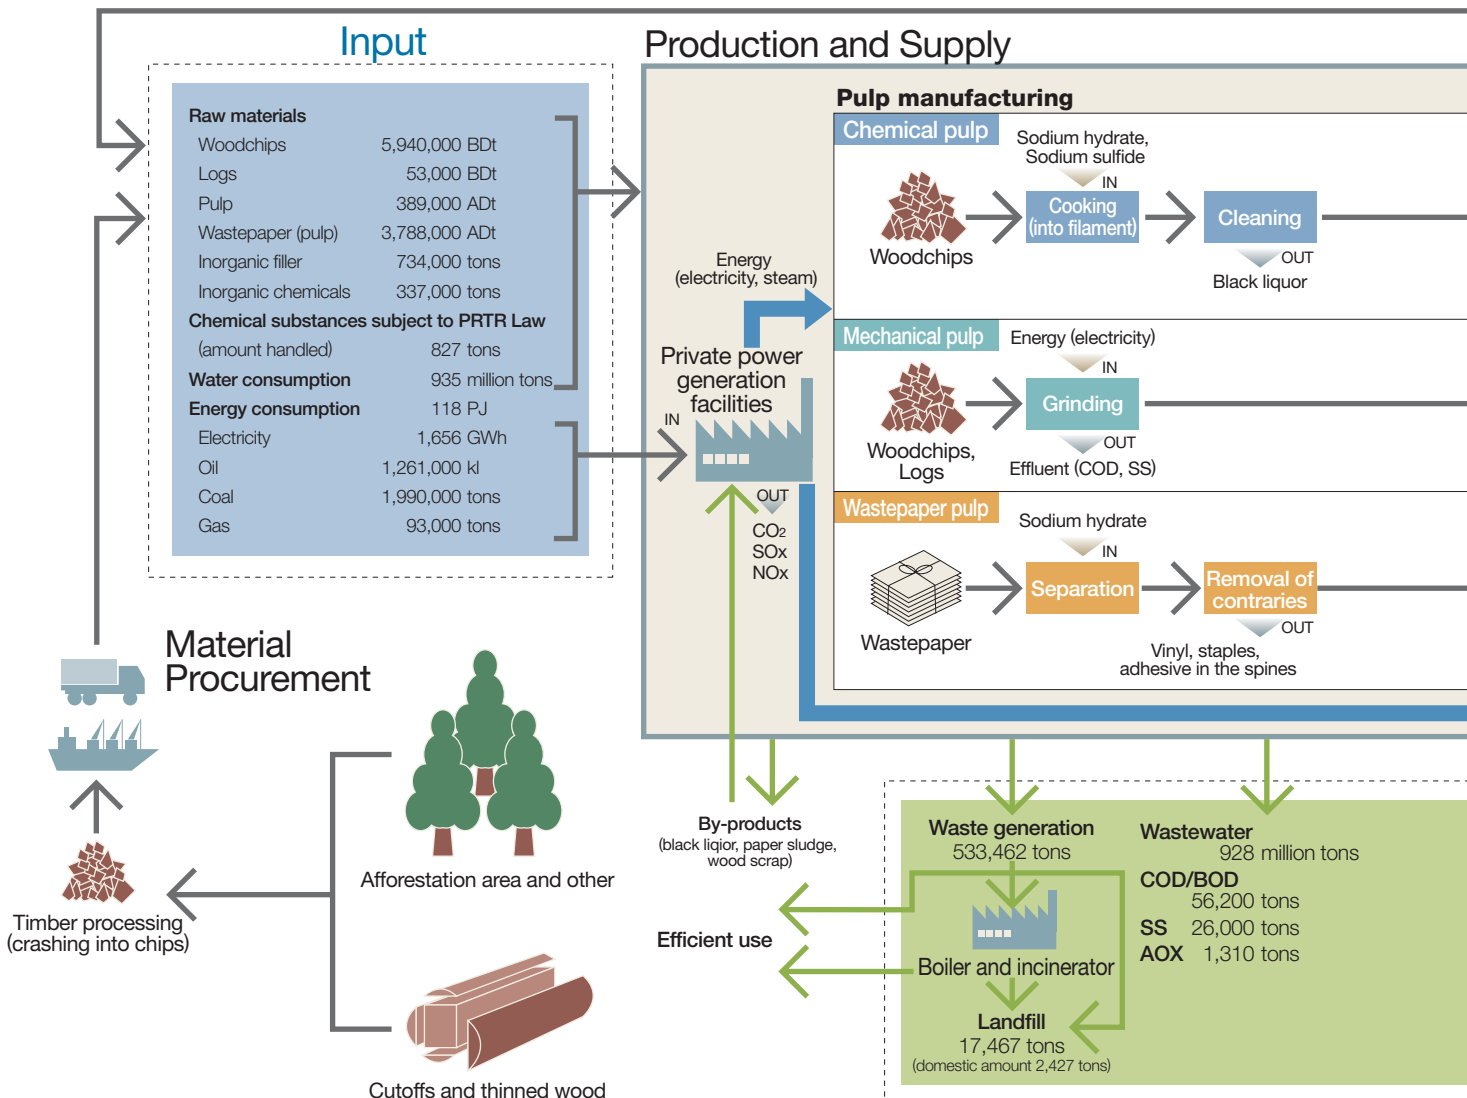 Input
Raw materials
Woodchips 5,940,000 BDt
Logs 53,000 BDt
Pulp 389,000 ADt
Wastepaper (pulp) 3,788,000 ADt
Inorganic filler 734,000 tons
Inorganic chemicals 337,000 tons
Chemical substances subject to PRTR Law
(amount handled) 827 tons
Water consumption 935 million tons
Energy consumption 118 PJ
Electricity 1,656 GWh
Oil 1,261,000 kl
Coal 1,990,000 tons
Gas 93,000 tons
Production and Supply
Pulp manufacturing
Chemical pulp
Sodium hydrate,
Sodium sulfide
IN
Woodchips
Cooking
(into filament)
Cleaning
OUT
Black liquor
Energy
(electricity, steam)
Private power
generation
facilities
IN
OUT
CO2
SOx
NOx
Mechanical pulp
Energy (electricity)
IN
Woodchips,
Logs
Grinding
OUT
Effluent (COD, SS)
Wastepaper pulp
Sodium hydrate
IN
Wastepaper
Separation
Removal of
contraries
OUT
Vinyl, staples,
adhesive in the spines
Material
Procurement
Afforestation area and other
Timber processing
(crashing into chips)
Cutoffs and thinned wood
By-products
(black liqior, paper sludge,
wood scrap)
Efficient use
Waste generation
533,462 tons
Boiler and incinerator
Landfill
17,467 tons
(domestic amount 2,427 tons)
Wastewater
928 million tons
COD/BOD
56,200 tons
SS 26,000 tons
AOX 1,310 tons